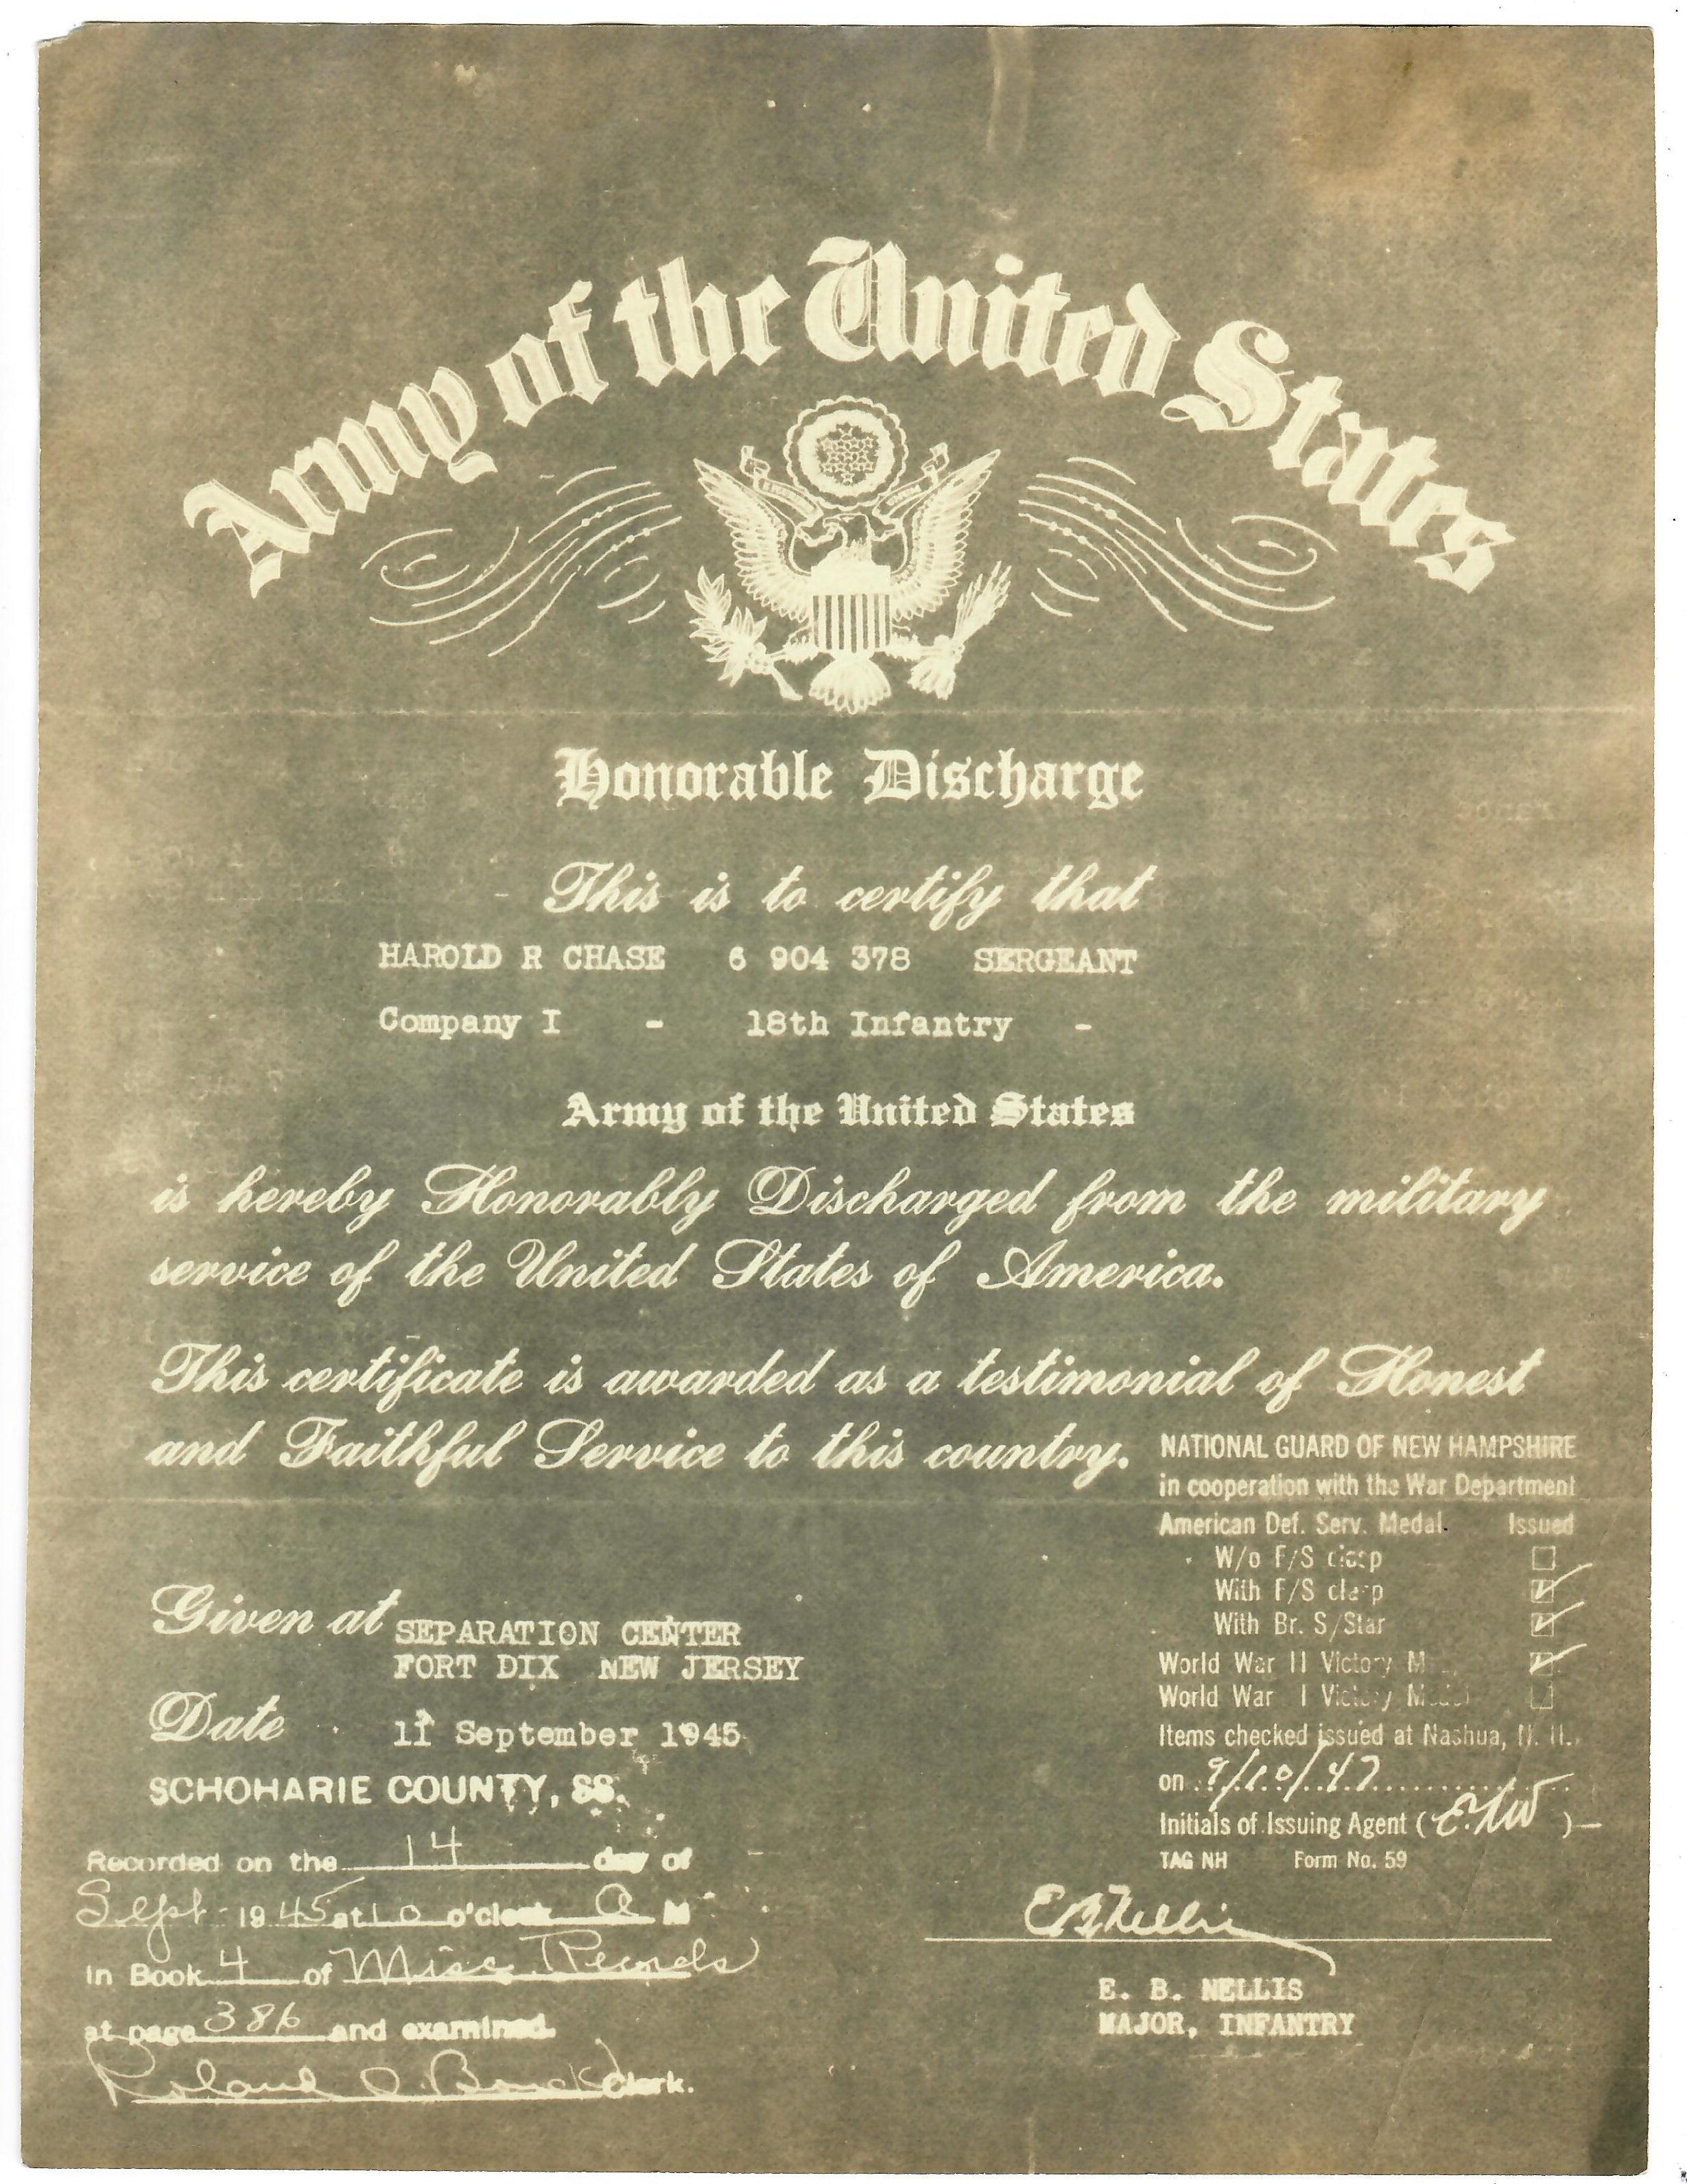 Army of the United States
Honorable Discharge
This is to certify that
HAROLD R CHASE 6 904 378 SERGEANT
Company I - 18th Infantry -
Army of the United States
is hereby Honorably Discharged from the military
service of the United States of America.
This certificate is awarded as a testimonial of Honest
and Faithful Service to this country.
Given at SEPARATION CENTER
FORT DIX NEW JERSEY
Date 11 September 1945
SCHOHARIE COUNTY, SS.
Recorded on the 14 day of
Sept 1945 at 10 o'clock A M
in Book 4 of Misc. Records
at page 386 and examined.
Roland Clerk.
NATIONAL GUARD OF NEW HAMPSHIRE
in cooperation with the War Department
American Def. Serv. Medal. Issued
W/o F/S clasp
With F/S clasp
With Br. S/Star
World War II Victory M
World War I Victory Medal
Items checked issued at Nashua, N. H.
on 9/10/47
Initials of Issuing Agent ( )
TAG NH Form No. 59
E B Nellis
E. B. NELLIS
MAJOR, INFANTRY